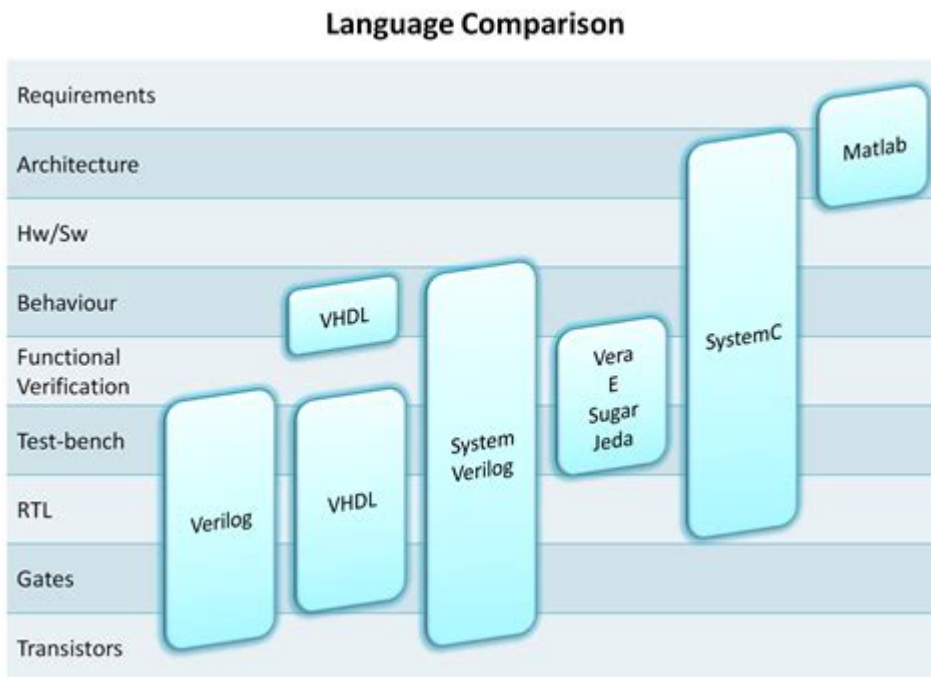 Language Comparison
Requirements
Architecture
Hw/Sw
Behaviour
Functional
Verification
Test-bench
RTL
Gates
Transistors
Verilog
VHDL
VHDL
System
Verilog
Vera
E
Sugar
Jeda
SystemC
Matlab